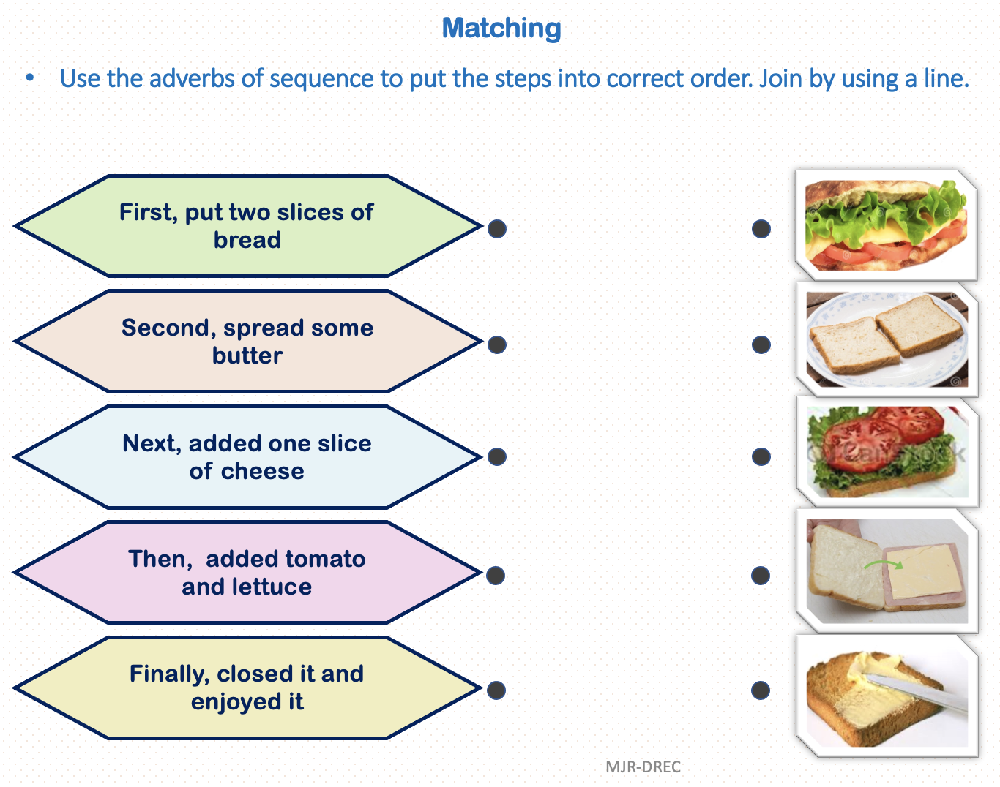 Matching
• Use the adverbs of sequence to put the steps into correct order. Join by using a line.
First, put two slices of
bread
Second, spread some
butter
Next, added one slice
of cheese
Then, added tomato
and lettuce
Finally, closed it and
enjoyed it
MJR-DREC